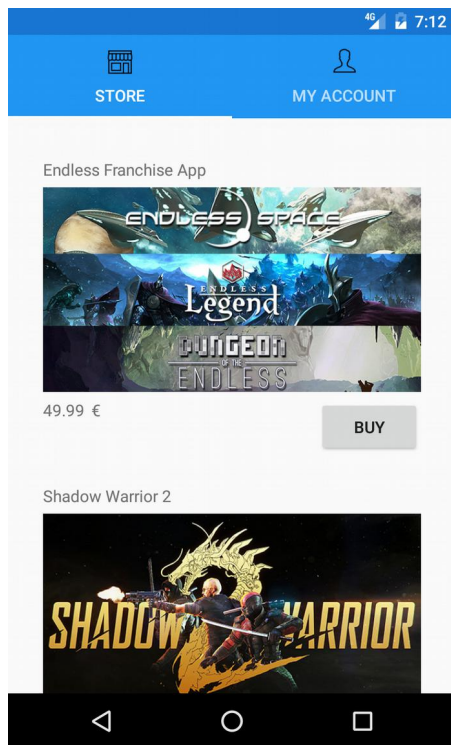 4G 7:12
STORE MY ACCOUNT
Endless Franchise App
ENDLESS SPACE
ENDLESS
Legend
DUNGEON
OF THE
ENDLESS
49.99 €
BUY
Shadow Warrior 2
SHADOW WARRIOR
2